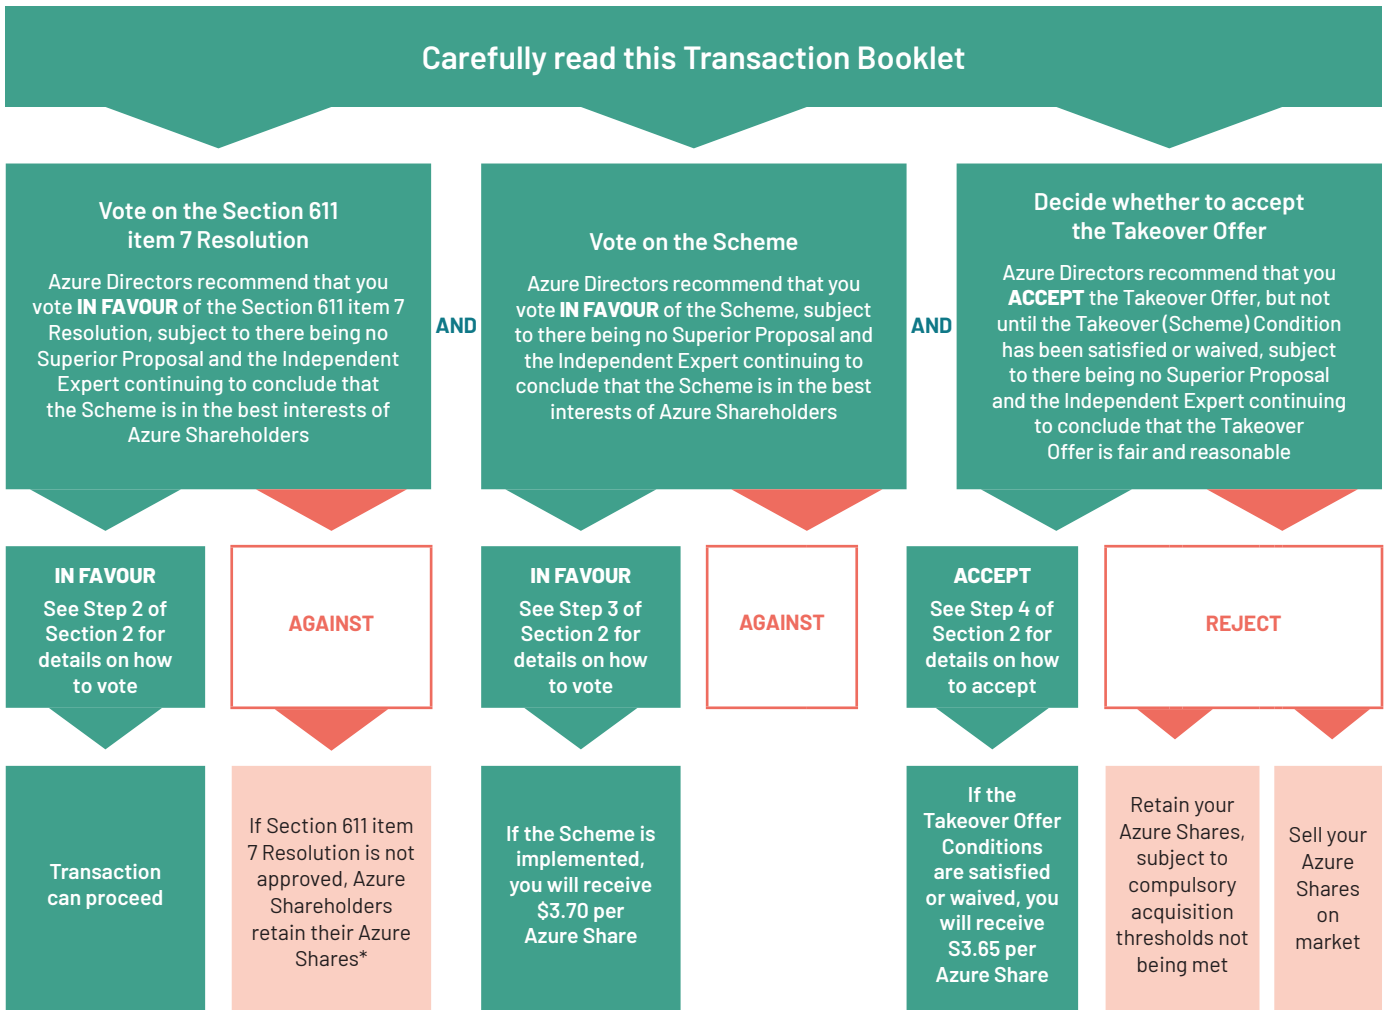 Carefully read this Transaction Booklet
Vote on the Section 611
item 7 Resolution
Azure Directors recommend that you
vote IN FAVOUR of the Section 611 item 7
Resolution, subject to there being no
Superior Proposal and the Independent
Expert continuing to conclude that
the Scheme is in the best interests of
Azure Shareholders
AND
Vote on the Scheme
Azure Directors recommend that you
vote IN FAVOUR of the Scheme, subject
to there being no Superior Proposal and
the Independent Expert continuing to
conclude that the Scheme is in the best
interests of Azure Shareholders
AND
Decide whether to accept
the Takeover Offer
Azure Directors recommend that you
ACCEPT the Takeover Offer, but not
until the Takeover (Scheme) Condition
has been satisfied or waived, subject
to there being no Superior Proposal
and the Independent Expert continuing
to conclude that the Takeover
Offer is fair and reasonable
IN FAVOUR
See Step 2 of
Section 2 for
details on how
to vote
AGAINST
IN FAVOUR
See Step 3 of
Section 2 for
details on how
to vote
AGAINST
ACCEPT
See Step 4 of
Section 2 for
details on how
to accept
REJECT
Transaction
can proceed
If Section 611 item
7 Resolution is not
approved, Azure
Shareholders
retain their Azure
Shares*
If the Scheme is
implemented,
you will receive
$3.70 per
Azure Share
If the
Takeover Offer
Conditions
are satisfied
or waived, you
will receive
S3.65 per
Azure Share
Retain your
Azure Shares,
subject to
compulsory
acquisition
thresholds not
being met
Sell your
Azure
Shares
on
market